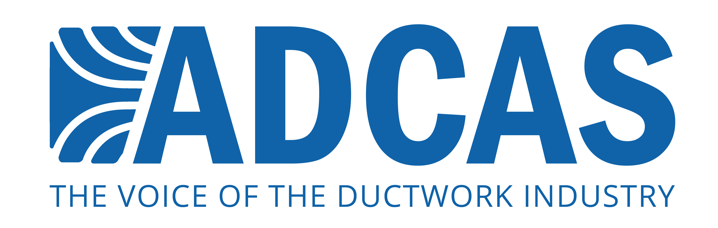 ADCAS
THE VOICE OF THE DUCTWORK INDUSTRY